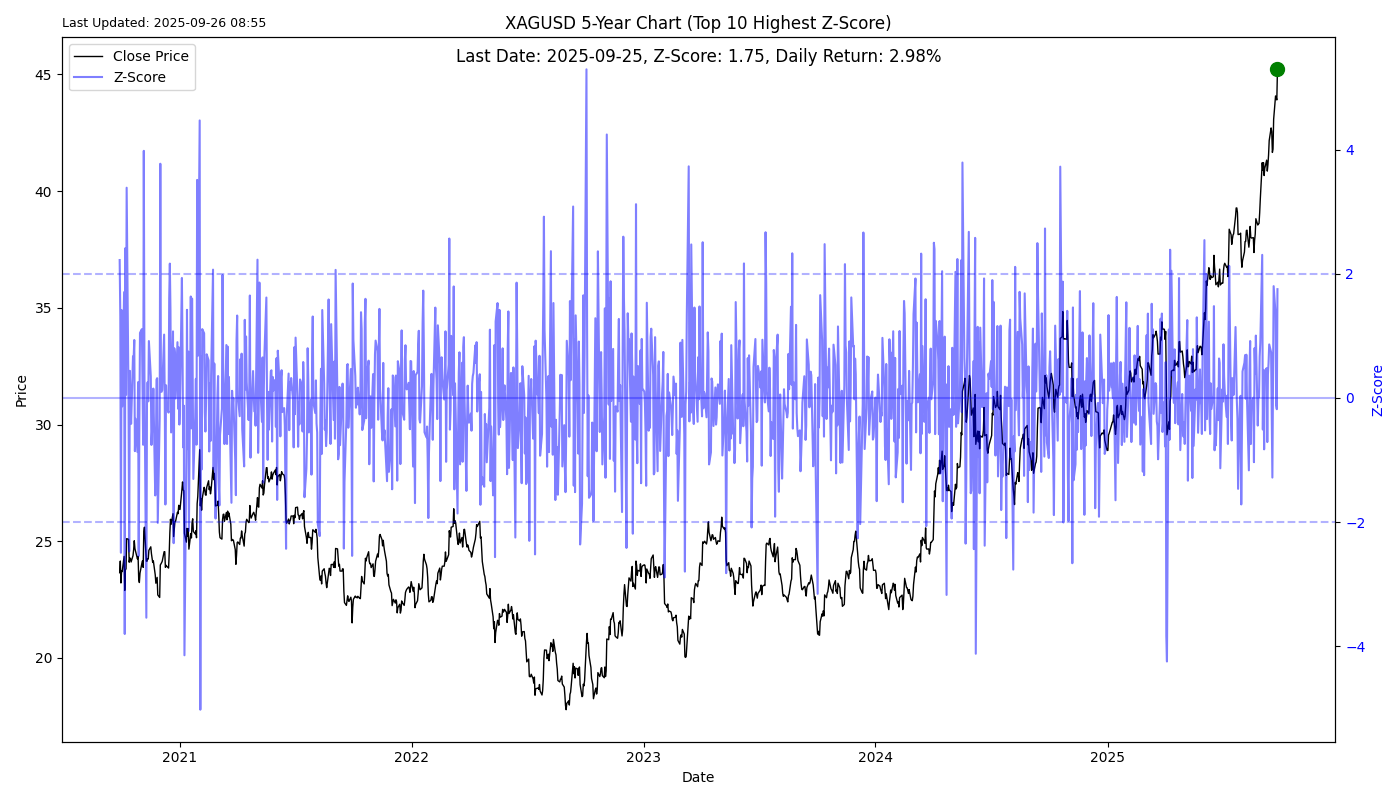 Last Updated: 2025-09-26 08:55
XAGUSD 5-Year Chart (Top 10 Highest Z-Score)
Last Date: 2025-09-25, Z-Score: 1.75, Daily Return: 2.98%
Close Price
Z-Score
45
40
35
30
25
20
Price
4
2
0
−2
−4
Z-Score
2021 2022 2023 2024 2025
Date